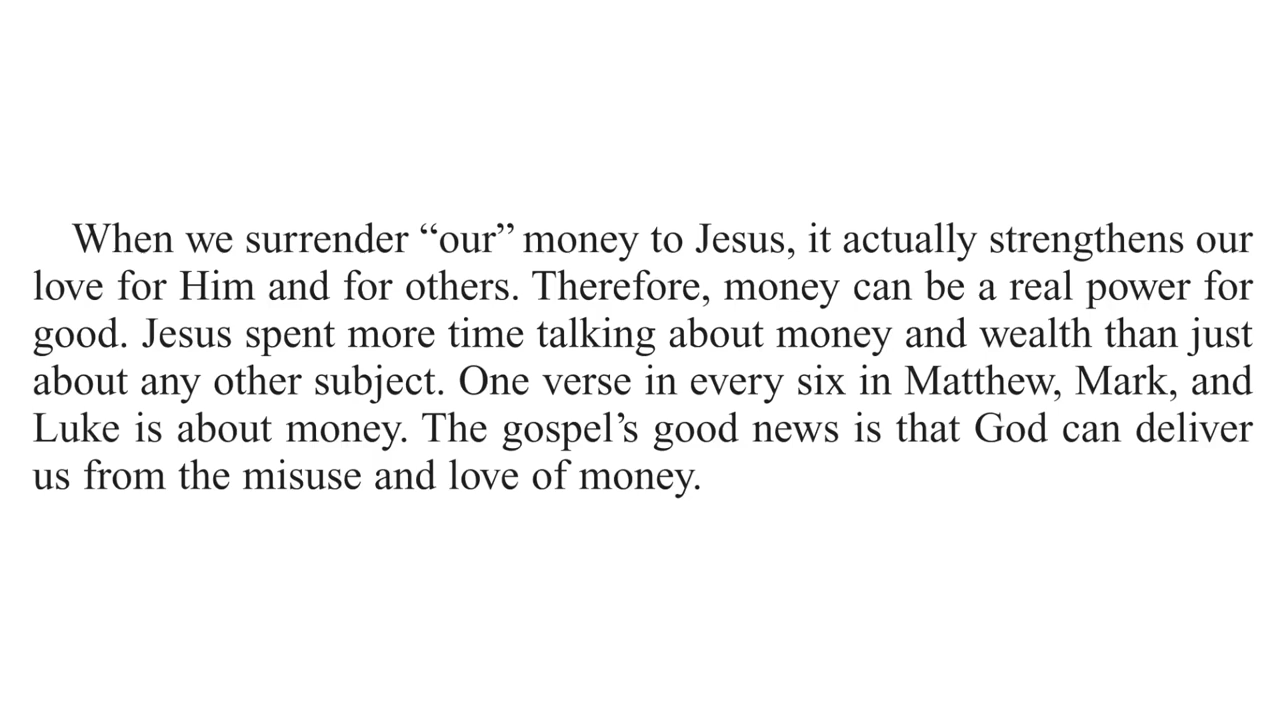 When we surrender “our” money to Jesus, it actually strengthens our
love for Him and for others. Therefore, money can be a real power for
good. Jesus spent more time talking about money and wealth than just
about any other subject. One verse in every six in Matthew, Mark, and
Luke is about money. The gospel’s good news is that God can deliver
us from the misuse and love of money.